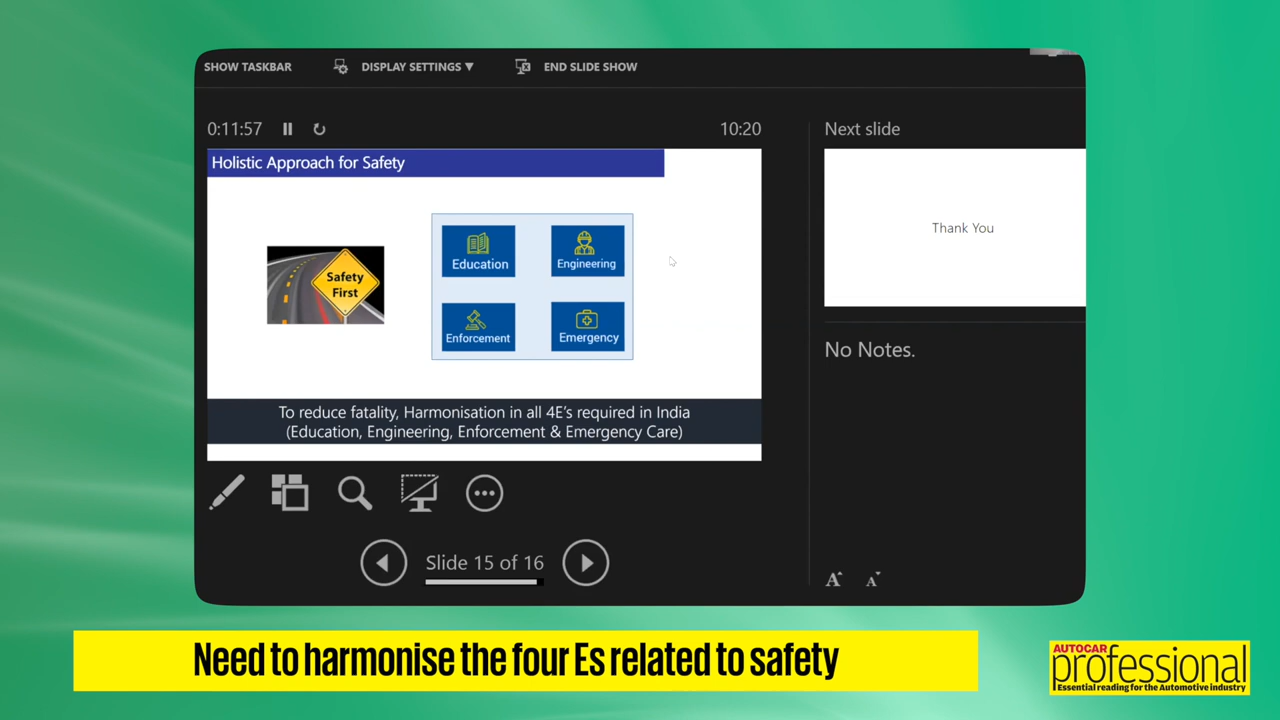 SHOW TASKBAR
DISPLAY SETTINGS ▼
END SLIDE SHOW
0:11:57
10:20
Next slide
Holistic Approach for Safety
Safety
First
Education
Engineering
Enforcement
Emergency
To reduce fatality, Harmonisation in all 4E's required in India
(Education, Engineering, Enforcement & Emergency Care)
Thank You
No Notes.
Slide 15 of 16
A A
Need to harmonise the four Es related to safety
AUTOCAR
professional
Essential reading for the Automotive industry